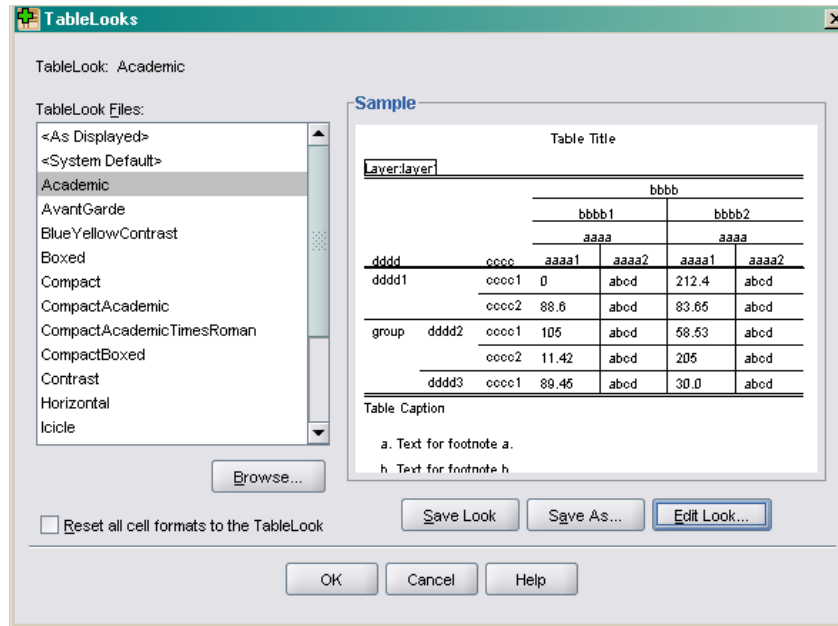 TableLooks
TableLook: Academic
TableLook Files:
<As Displayed>
<System Default>
Academic
AvantGarde
BlueYellowContrast
Boxed
Compact
CompactAcademic
CompactAcademicTimesRoman
CompactBoxed
Contrast
Horizontal
Icicle
Browse...
Reset all cell formats to the TableLook
Sample
Table Title
Layer:layer1
bbbb
bbbb1 bbbb2
aaaa aaaa
dddd cccc aaaa1 aaaa2 aaaa1 aaaa2
dddd1 cccc1 0 abcd 212.4 abcd
cccc2 88.6 abcd 83.65 abcd
group dddd2 cccc1 105 abcd 58.53 abcd
cccc2 11.42 abcd 205 abcd
dddd3 cccc1 89.45 abcd 30.0 abcd
Table Caption
a. Text for footnote a.
b. Text for footnote b
Save Look Save As... Edit Look...
OK Cancel Help